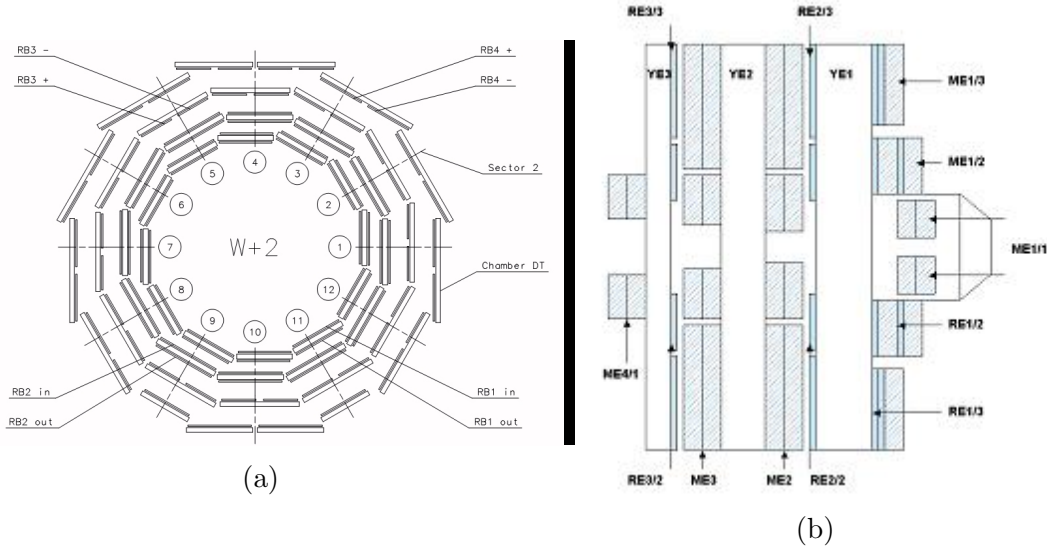 (a)
RB3 -
RB3 +
RB4 +
RB4 -
Sector 2
Chamber DT
4
5
3
6
2
7
W+2
1
8
12
9
10
11
RB2 in
RB2 out
RB1 in
RB1 out
(a)
b)
RE3/3
RE2/3
YE3
YE2
YE1
ME1/3
ME1/2
ME1/1
RE1/2
ME4/1
RE1/3
RE3/2
ME3
ME2
RE2/2
(b)